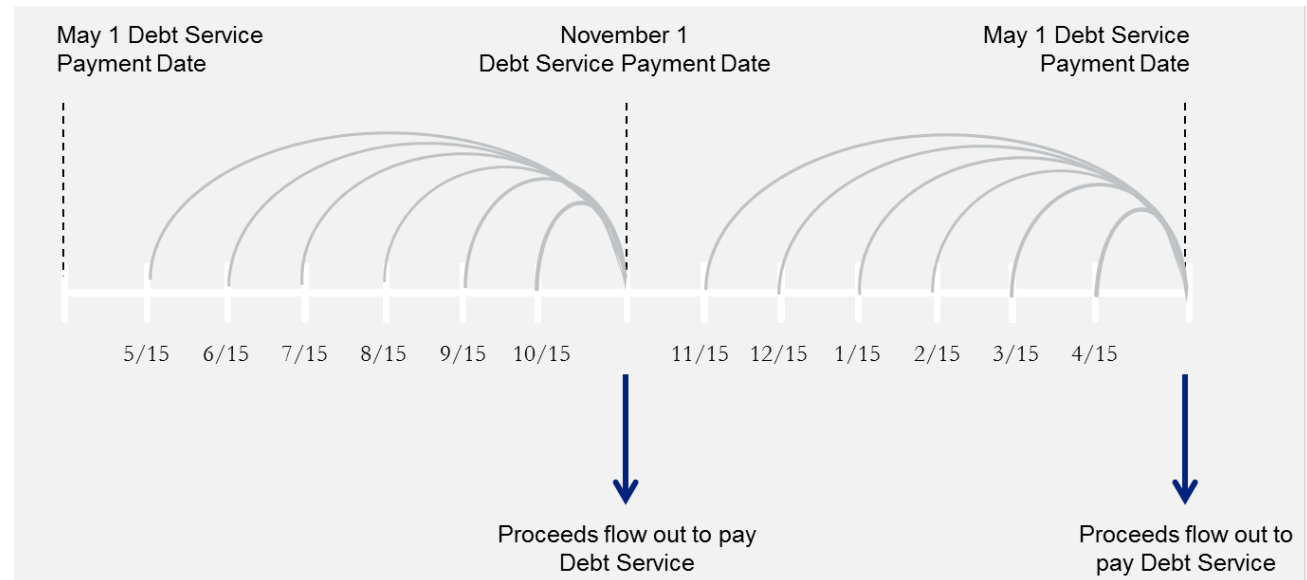 May 1 Debt Service
Payment Date
November 1
Debt Service Payment Date
May 1 Debt Service
Payment Date
5/15
6/15
7/15
8/15
9/15
10/15
11/15
12/15
1/15
2/15
3/15
4/15
Proceeds flow out to pay
Debt Service
Proceeds flow out to
pay Debt Service